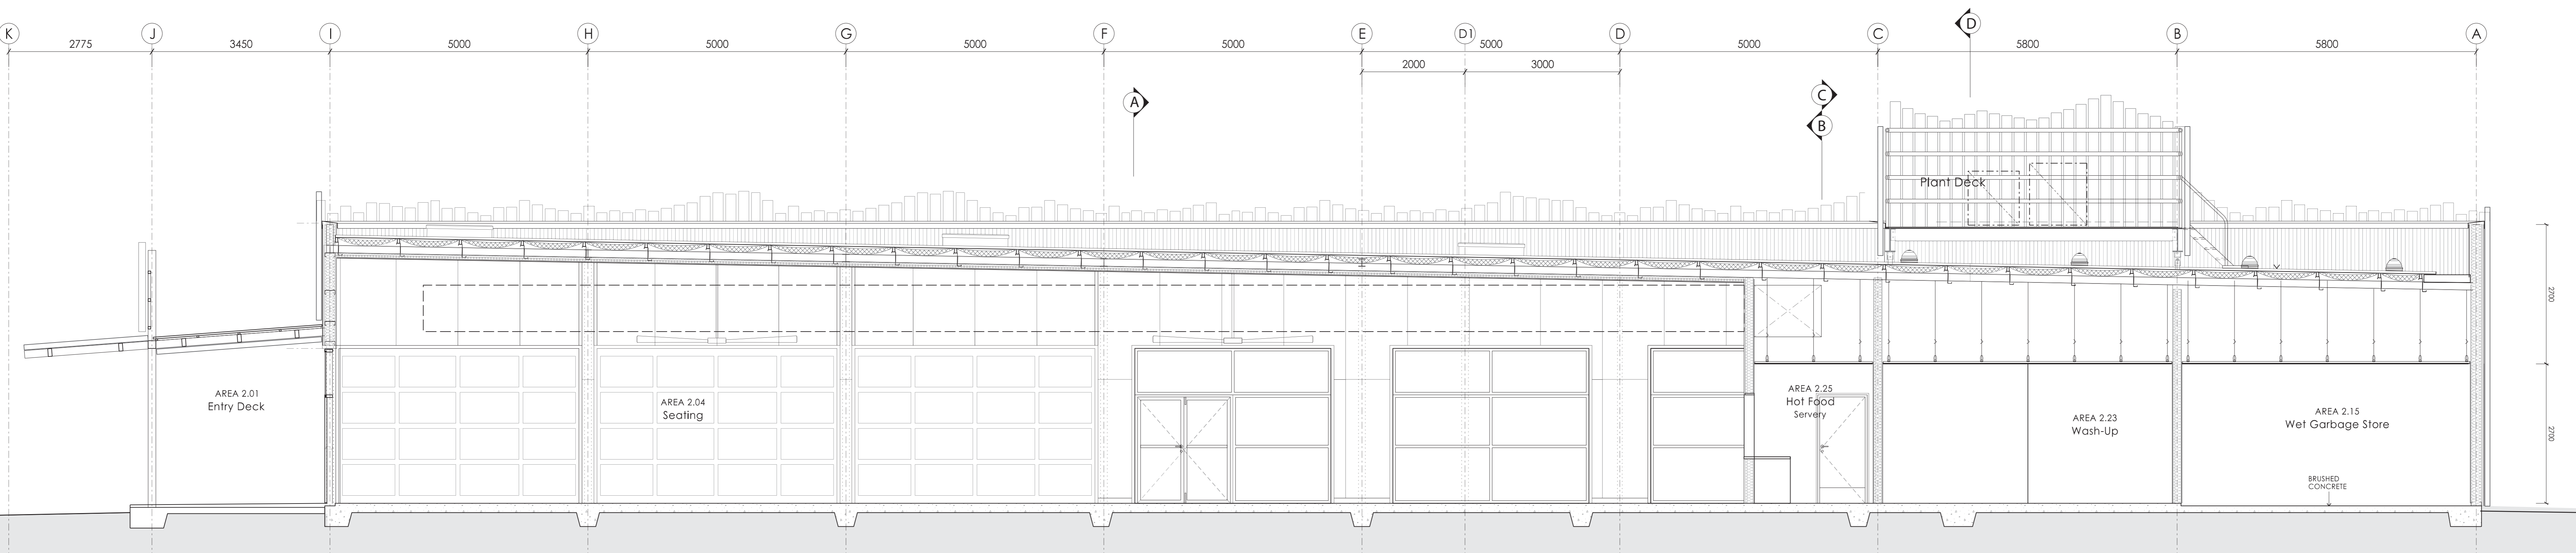 K
J
I
H
G
F
E
D1
D
C
D
B
A
2775
3450
5000
5000
5000
5000
5000
5000
5800
5800
2000
3000
A
C
B
Plant Deck
2700
AREA 2.01
Entry Deck
AREA 2.04
Seating
AREA 2.25
Hot Food
Servery
AREA 2.23
Wash-Up
AREA 2.15
Wet Garbage Store
2700
BRUSHED
CONCRETE